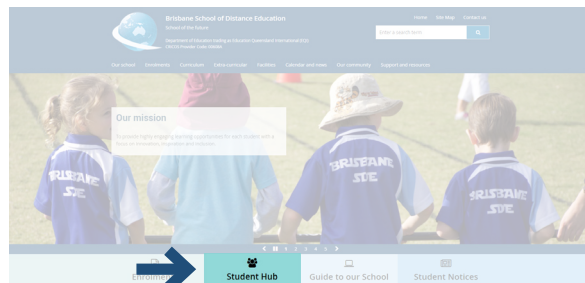 Brisbane School of Distance Education
School of the Future
Home Site Map Contact us
Enter a search term
Our school Enrolments Curriculum Extra-curricular Facilities Calendar and news Our community Support and resources
Our mission
BRISBANE
SDE
BRISBANE
SDE
BRISBANE
SDE
1 2 3 4 5
Enrolment
Student Hub
Guide to our School
Student Notices